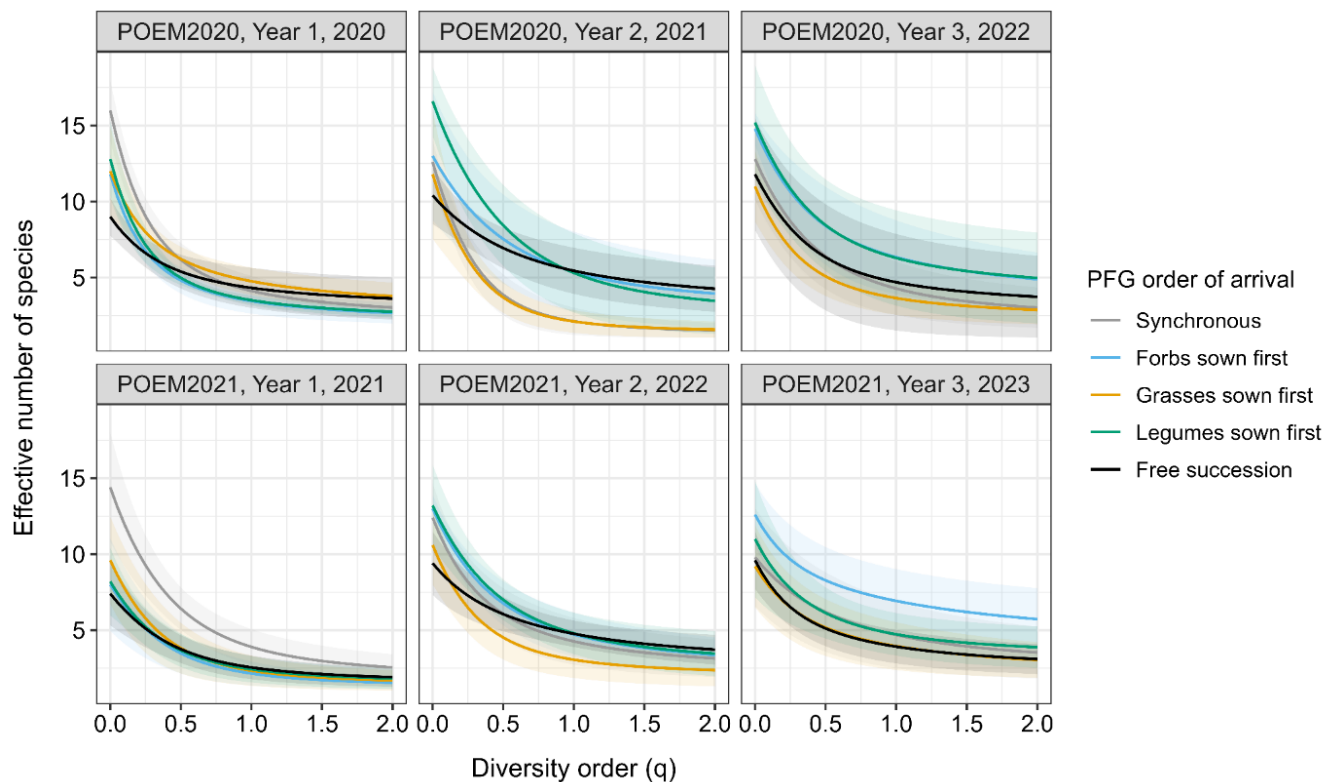 POEM2020, Year 1, 2020
POEM2020, Year 2, 2021
POEM2020, Year 3, 2022
15
10
5
POEM2021, Year 1, 2021
POEM2021, Year 2, 2022
POEM2021, Year 3, 2023
15
10
5
0.0 0.5 1.0 1.5 2.0
0.0 0.5 1.0 1.5 2.0
0.0 0.5 1.0 1.5 2.0
Effective number of species
Diversity order (q)
PFG order of arrival
Synchronous
Forbs sown first
Grasses sown first
Legumes sown first
Free succession